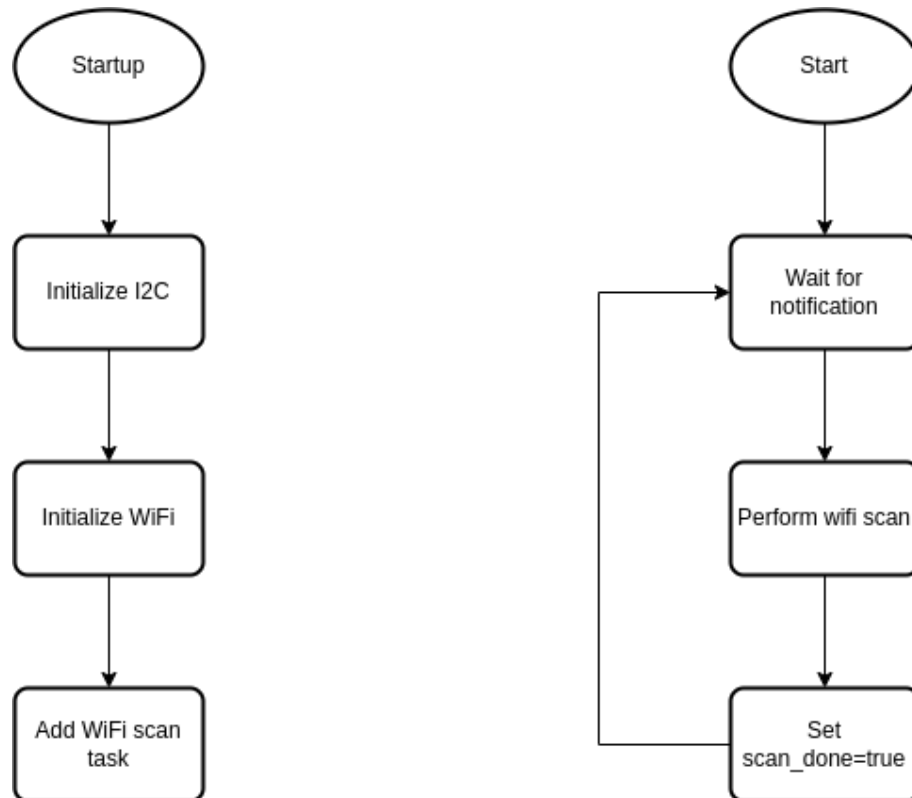 Startup
Initialize I2C
Initialize WiFi
Add WiFi scan
task
Start
Wait for
notification
Perform wifi scan
Set
scan_done=true